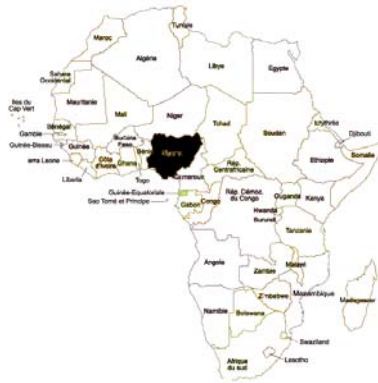 Tunisie
Maroc
Algérie
Libye
Egypte
Sahara
Occidental
Iles du
Cap Vert
Mauritanie
Mali
Niger
Tchad
Soudan
Erythrée
Djibouti
Sénégal
Gambie
Guinée-Bissau
Guinée
erra Leone
Liberia
Côte
d'Ivoire
Burkina
Faso
Ghana
Togo
Bénin
Cameroun
Rép.
Centrafricaine
Ethiopie
Somalie
Guinée-Equatoriale
Sao Tomé et Principe
Gabon
Congo
Rép. Démoc.
du Congo
Ouganda
Kenya
Rwanda
Burundi
Tanzanie
Angola
Zambie
Malawi
Mozambique
Zimbabwe
Madagascar
Namibie
Botswana
Swaziland
Lesotho
Afrique
du sud